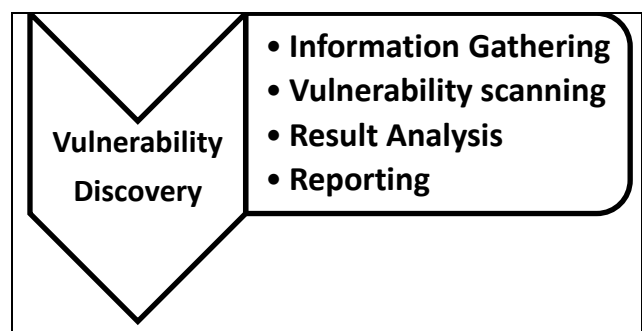 Vulnerability
Discovery
• Information Gathering
• Vulnerability scanning
• Result Analysis
• Reporting